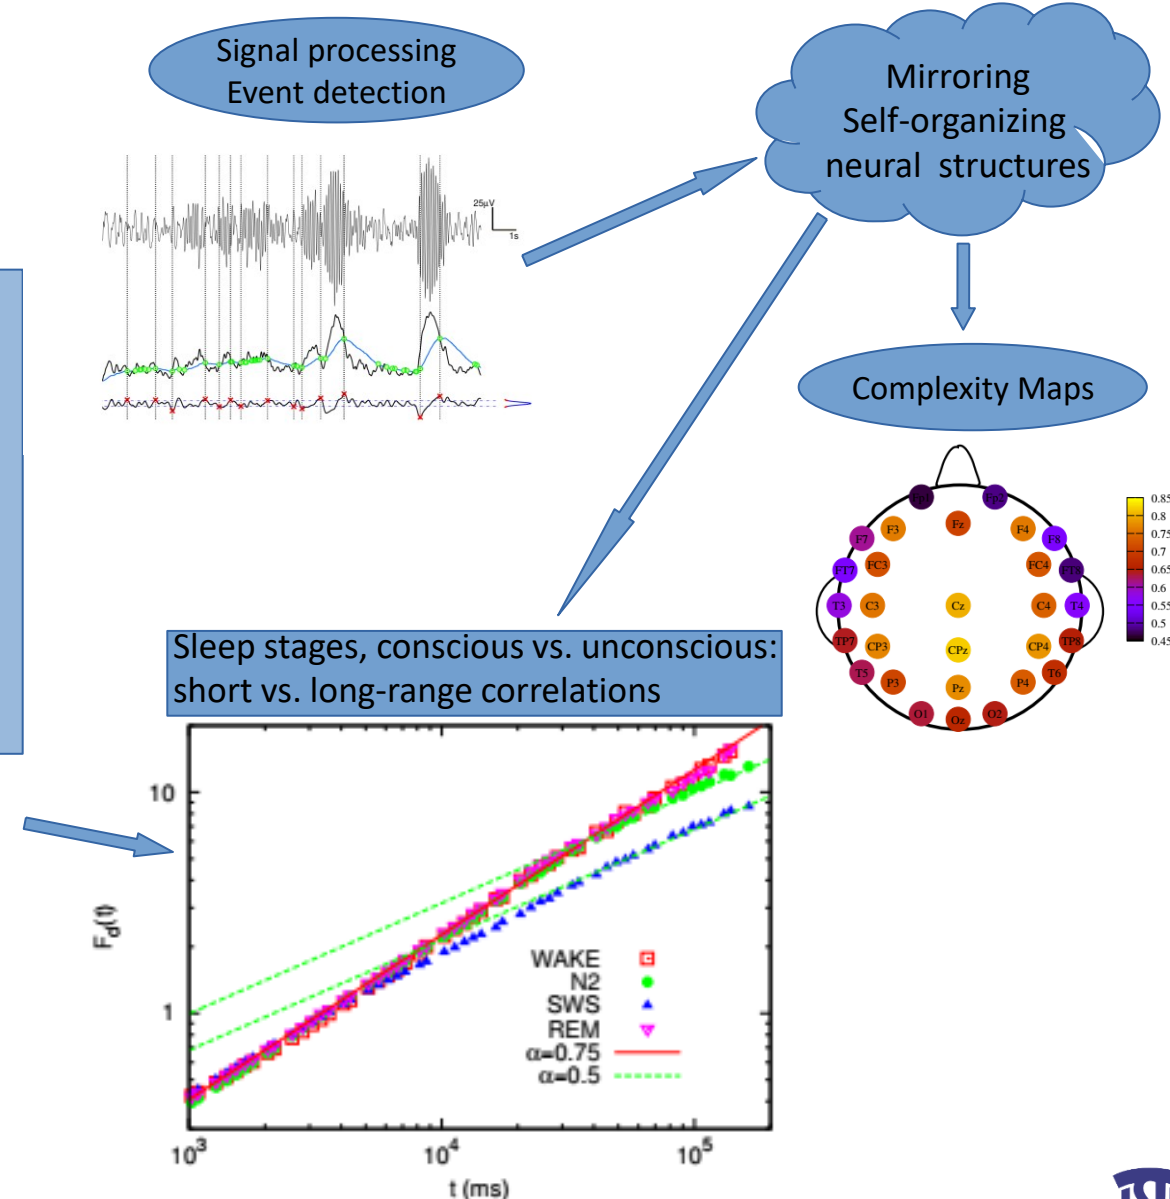 Signal processing
Event detection
Mirroring
Self-organizing
neural structures
25μV
1s
Complexity Maps
Fp1
Fp2
F7
F3
Fz
F4
F8
FT7
FC3
FC4
FT8
T3
C3
Cz
C4
T4
TP7
CP3
CPz
CP4
TP8
T5
P3
Pz
P4
T6
O1
Oz
O2
0.85
0.8
0.75
0.7
0.65
0.6
0.55
0.5
0.45
Sleep stages, conscious vs. unconscious:
short vs. long-range correlations
10
1
F_d(t)
WAKE
N2
SWS
REM
α=0.75
α=0.5
10³
10⁴
10⁵
t (ms)